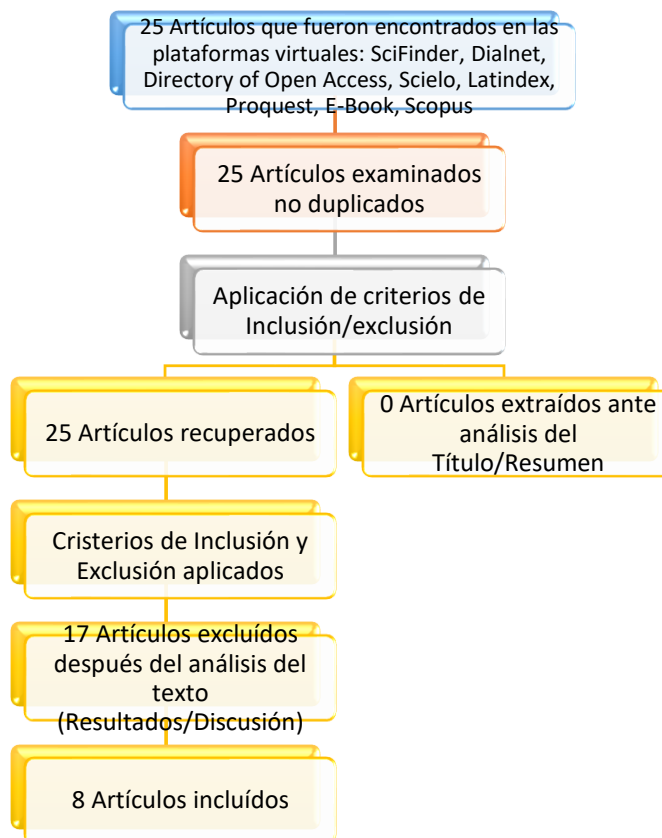 25 Artículos que fueron encontrados en las
plataformas virtuales: SciFinder, Dialnet,
Directory of Open Access, Scielo, Latindex,
Proquest, E-Book, Scopus
25 Artículos examinados
no duplicados
Aplicación de criterios de
Inclusión/exclusión
25 Artículos recuperados
0 Artículos extraídos ante
análisis del
Título/Resumen
Cristerios de Inclusión y
Exclusión aplicados
17 Artículos excluídos
después del análisis del
texto
(Resultados/Discusión)
8 Artículos incluídos